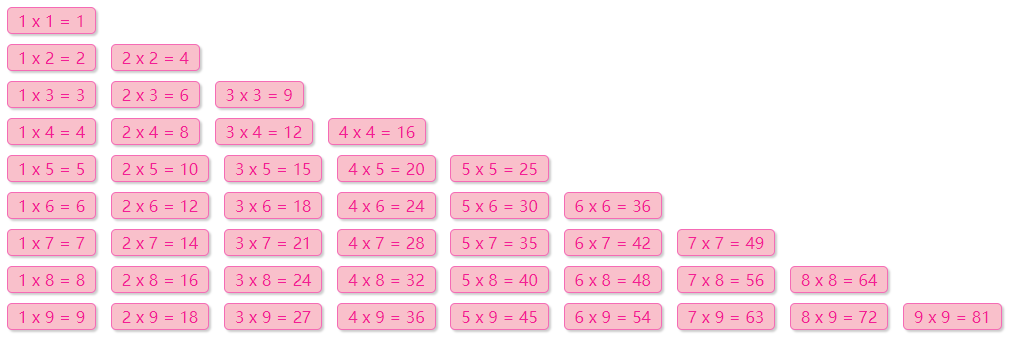 1 x 1 = 1
1 x 2 = 2 2 x 2 = 4
1 x 3 = 3 2 x 3 = 6 3 x 3 = 9
1 x 4 = 4 2 x 4 = 8 3 x 4 = 12 4 x 4 = 16
1 x 5 = 5 2 x 5 = 10 3 x 5 = 15 4 x 5 = 20 5 x 5 = 25
1 x 6 = 6 2 x 6 = 12 3 x 6 = 18 4 x 6 = 24 5 x 6 = 30 6 x 6 = 36
1 x 7 = 7 2 x 7 = 14 3 x 7 = 21 4 x 7 = 28 5 x 7 = 35 6 x 7 = 42 7 x 7 = 49
1 x 8 = 8 2 x 8 = 16 3 x 8 = 24 4 x 8 = 32 5 x 8 = 40 6 x 8 = 48 7 x 8 = 56 8 x 8 = 64
1 x 9 = 9 2 x 9 = 18 3 x 9 = 27 4 x 9 = 36 5 x 9 = 45 6 x 9 = 54 7 x 9 = 63 8 x 9 = 72 9 x 9 = 81